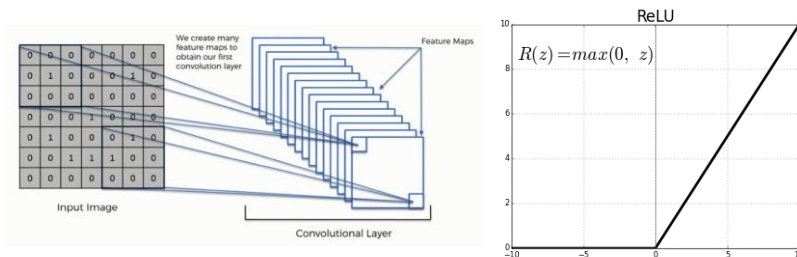 We create many
feature maps to
obtain our first
convolution layer
Feature Maps
0 0 0 0 0 0 0
0 1 0 0 0 1 0
0 0 0 0 0 0 0
0 0 0 1 0 0 0
0 1 0 0 0 1 0
0 0 1 1 1 0 0
0 0 0 0 0 0 0
Input Image
Convolutional Layer
ReLU
R(z)=max(0, z)
10
8
6
4
2
0
−10 −5 0 5